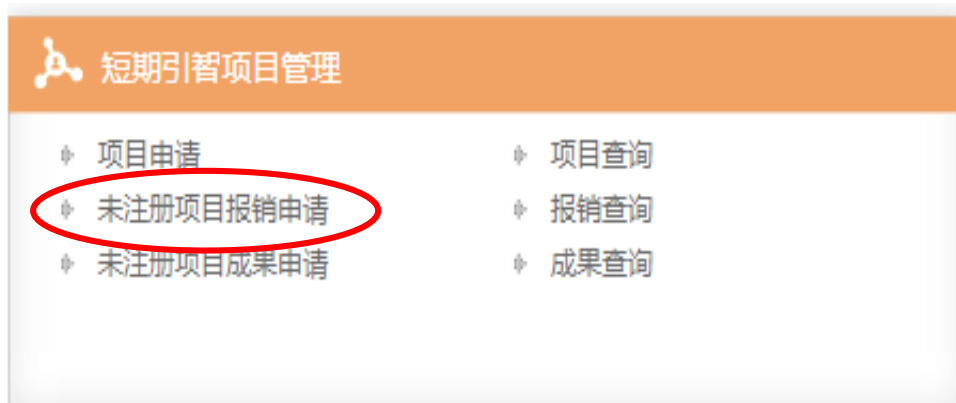 短期引智项目管理
项目申请 项目查询
未注册项目报销申请 报销查询
未注册项目成果申请 成果查询